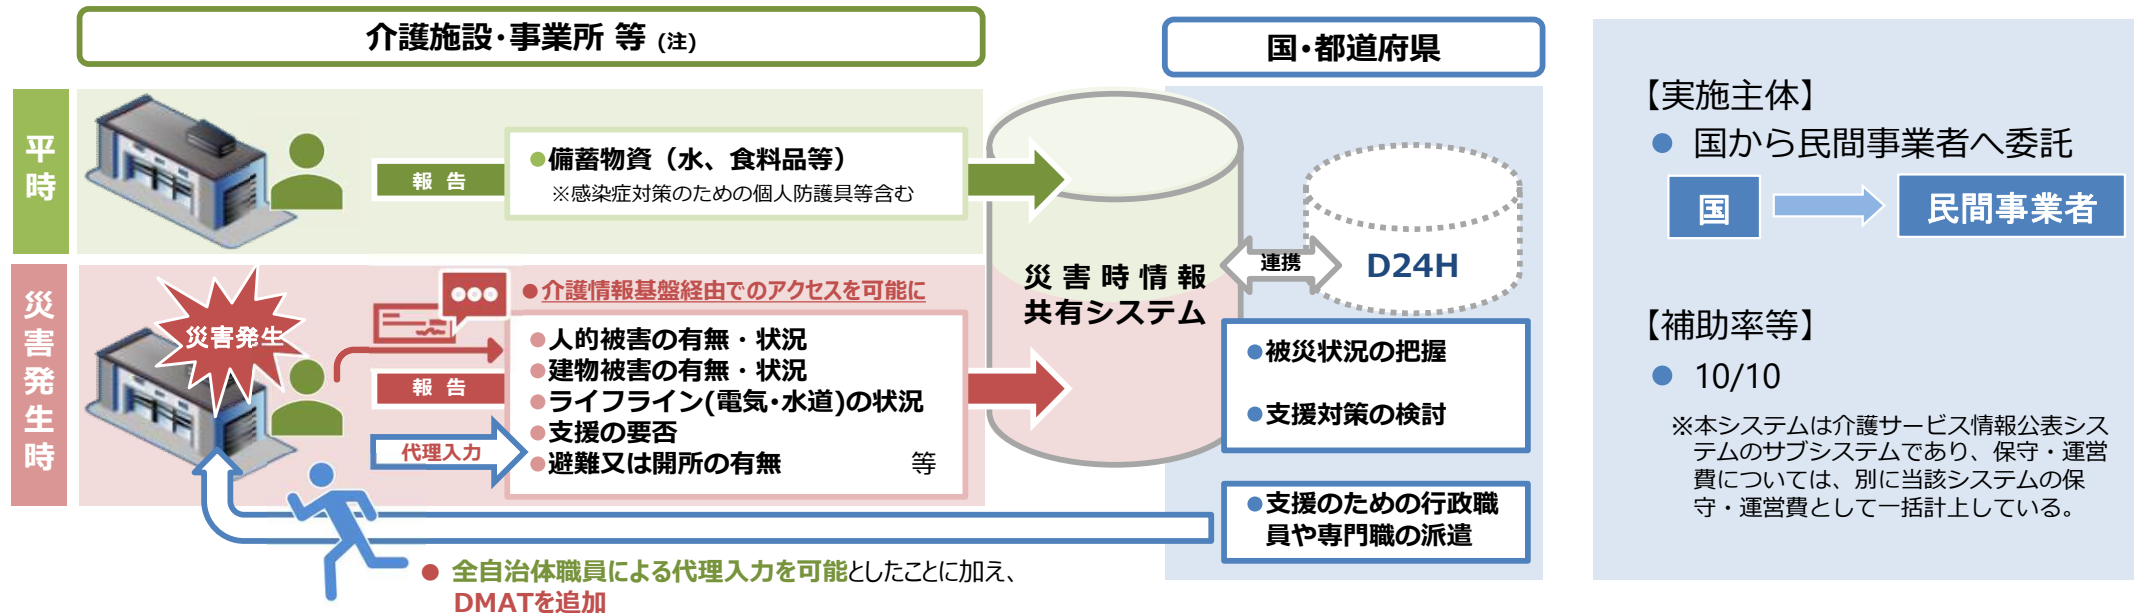 介護施設・事業所 等 (注)
国・都道府県
平時
報 告
●備蓄物資（水、食料品等）
※感染症対策のための個人防護具等含む
災害発生時
災害発生
●介護情報基盤経由でのアクセスを可能に
報 告
代理入力
●人的被害の有無・状況
●建物被害の有無・状況
●ライフライン(電気・水道)の状況
●支援の要否
●避難又は開所の有無 等
災害時情報
共有システム
連携
D24H
●被災状況の把握
●支援対策の検討
●支援のための行政職
員や専門職の派遣
● 全自治体職員による代理入力を可能としたことに加え、
DMATを追加
【実施主体】
● 国から民間事業者へ委託
国
民間事業者
【補助率等】
● 10/10
※本システムは介護サービス情報公表シス
テムのサブシステムであり、保守・運営
費については、別に当該システムの保
守・運営費として一括計上している。